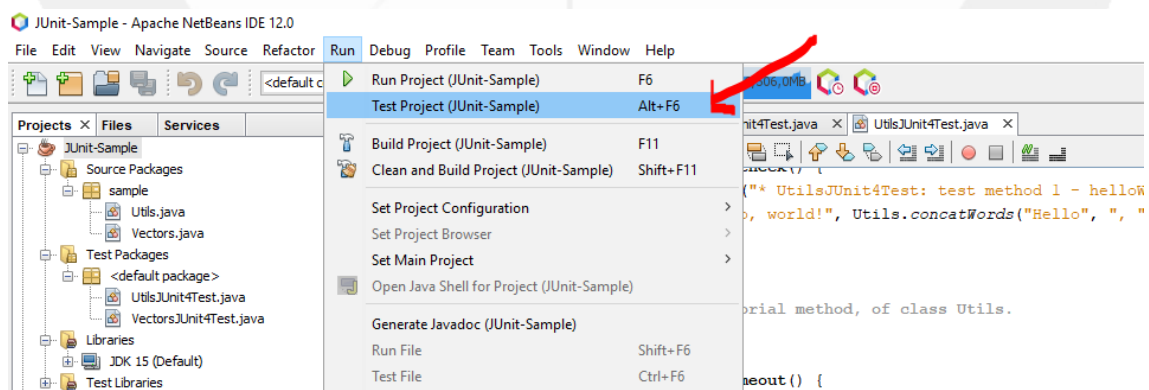 JUnit-Sample - Apache NetBeans IDE 12.0
File Edit View Navigate Source Refactor Run Debug Profile Team Tools Window Help
<default c
Run Project (JUnit-Sample) F6
Test Project (JUnit-Sample) Alt+F6
Build Project (JUnit-Sample) F11
Clean and Build Project (JUnit-Sample) Shift+F11
Set Project Configuration
Set Project Browser
Set Main Project
Open Java Shell for Project (JUnit-Sample)
Generate Javadoc (JUnit-Sample)
Run File Shift+F6
Test File Ctrl+F6
Projects Files Services
JUnit-Sample
Source Packages
sample
Utils.java
Vectors.java
Test Packages
<default package>
UtilsJUnit4Test.java
VectorsJUnit4Test.java
Libraries
JDK 15 (Default)
Test Libraries
nit4Test.java UtilsJUnit4Test.java
("* UtilsJUnit4Test: test method 1 - helloW
o, world!", Utils.concatWords("Hello", ", "
orial method, of class Utils.
meout() {